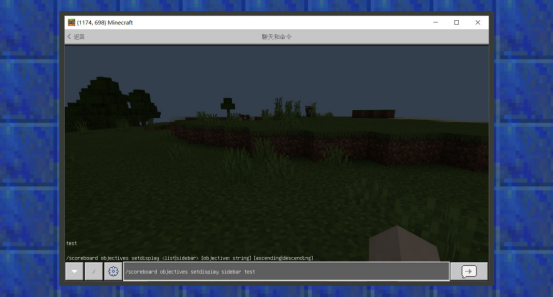 (1174, 698) Minecraft
返回
聊天和命令
test
/scoreboard objectives setdisplay <list|sidebar> [objective: string] [ascending|descending]
/scoreboard objectives setdisplay sidebar test